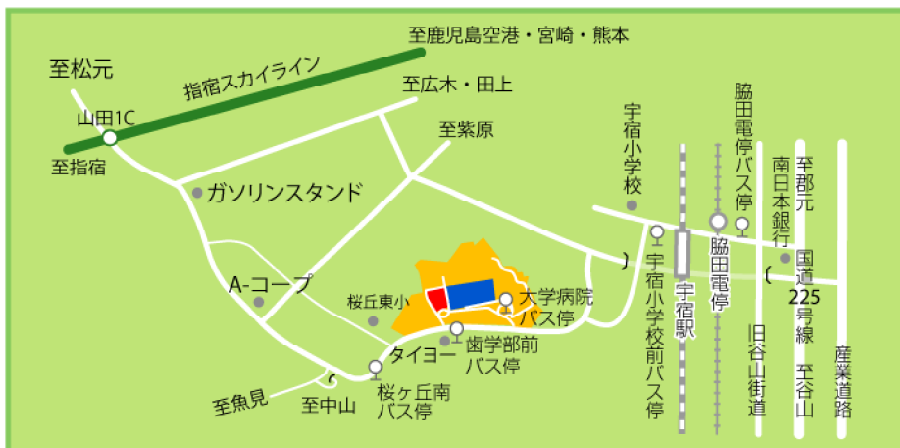 至鹿児島空港・宮崎・熊本
至松元
指宿スカイライン
至広木・田上
山田1C
至紫原
至指宿
ガソリンスタンド
宇宿小学校
脇田電停バス停
南日本銀行
至郡元
国道
225
号線
至谷山
A-コープ
桜丘東小
大学病院
バス停
宇宿小学校前バス停
宇宿駅
脇田電停
旧谷山街道
産業道路
タイヨー
歯学部前
バス停
至魚見
至中山
桜ヶ丘南
バス停